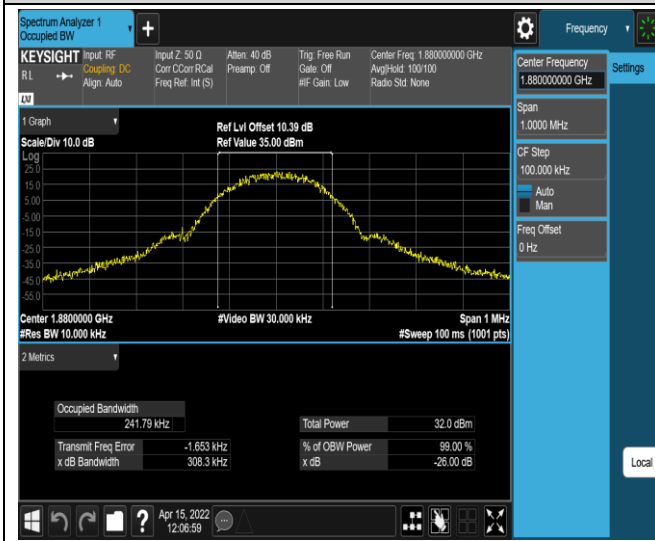 Spectrum Analyzer 1
Occupied BW
+
Frequency
KEYSIGHT
RL
LXI
Input: RF
Coupling: DC
Align: Auto
Input Z: 50 Ω
Corr CCorr RCal
Freq Ref: Int (S)
Atten: 40 dB
Preamp: Off
Trig: Free Run
Gate: Off
#IF Gain: Low
Center Freq: 1.880000000 GHz
Avg|Hold: 100/100
Radio Std: None
Center Frequency
1.880000000 GHz
Settings
Span
1.0000 MHz
CF Step
100.000 kHz
Auto
Man
Freq Offset
0 Hz
1 Graph
Scale/Div 10.0 dB
Ref Lvl Offset 10.39 dB
Ref Value 35.00 dBm
Log
25.0
15.0
5.00
-5.00
-15.0
-25.0
-35.0
-45.0
-55.0
Center 1.8800000 GHz
#Video BW 30.000 kHz
Span 1 MHz
#Res BW 10.000 kHz
#Sweep 100 ms (1001 pts)
2 Metrics
Occupied Bandwidth
241.79 kHz
Total Power 32.0 dBm
Transmit Freq Error -1.653 kHz
% of OBW Power 99.00 %
x dB Bandwidth 308.3 kHz
x dB -26.00 dB
Local
?
Apr 15, 2022
12:06:59